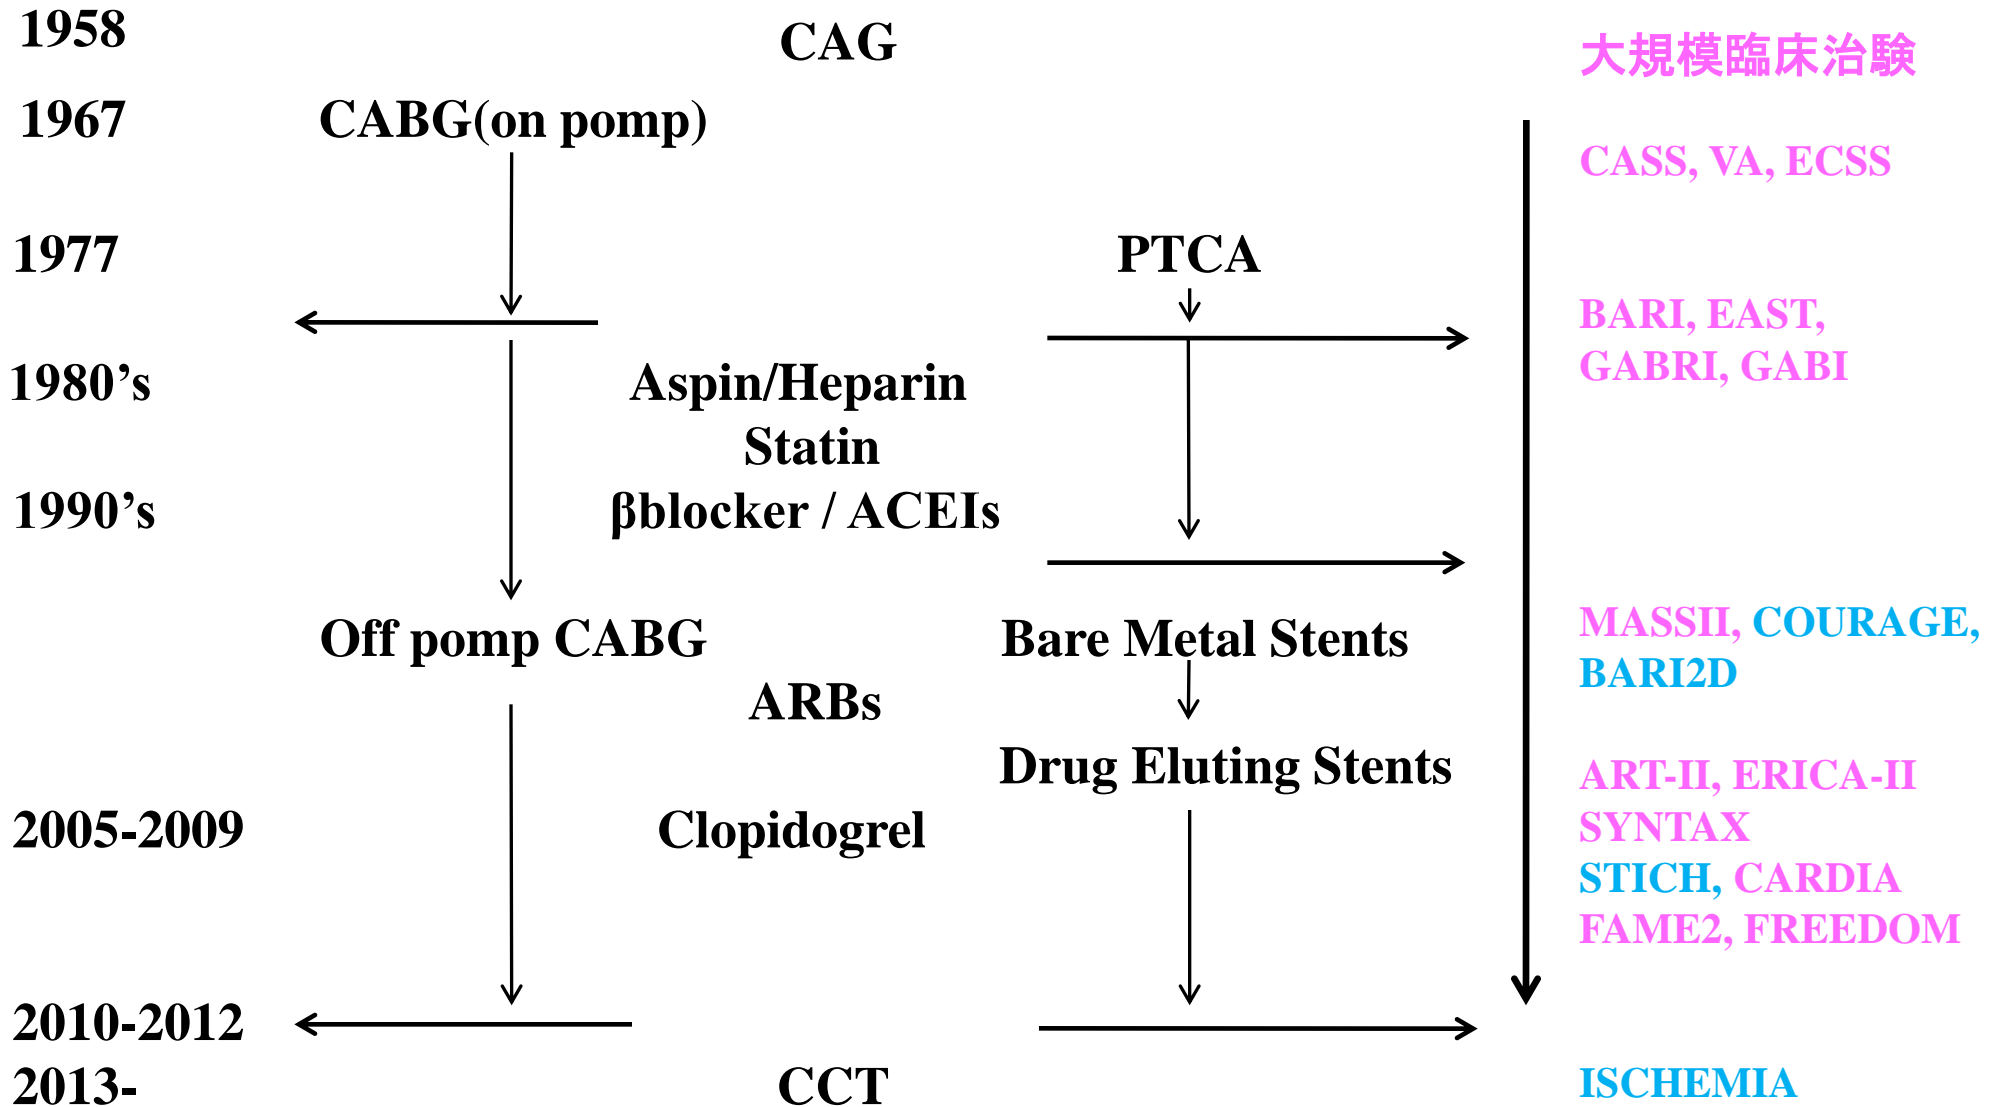 1958
CAG
大規模臨床治験
1967
CABG(on pomp)
CASS, VA, ECSS
1977
PTCA
BARI, EAST,
GABRI, GABI
1980’s
Aspin/Heparin
Statin
1990’s
βblocker / ACEIs
Off pomp CABG
Bare Metal Stents
MASSII, COURAGE,
BARI2D
ARBs
Drug Eluting Stents
ART-II, ERICA-II
SYNTAX
STICH, CARDIA
FAME2, FREEDOM
2005-2009
Clopidogrel
2010-2012
2013-
CCT
ISCHEMIA